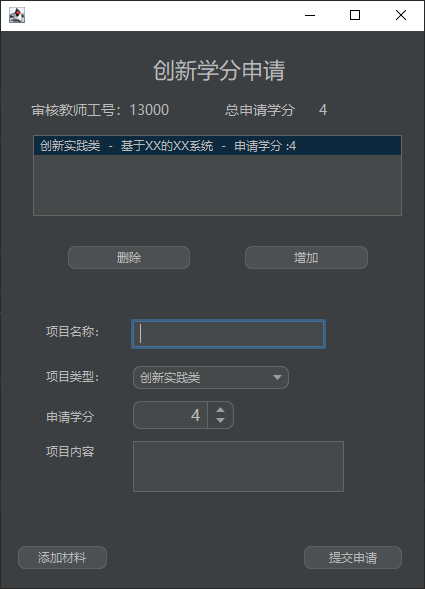 创新学分申请
审核教师工号：13000 总申请学分 4
创新实践类 - 基于XX的XX系统 - 申请学分 :4
删除 增加
项目名称：
项目类型： 创新实践类
申请学分 4
项目内容
添加材料 提交申请